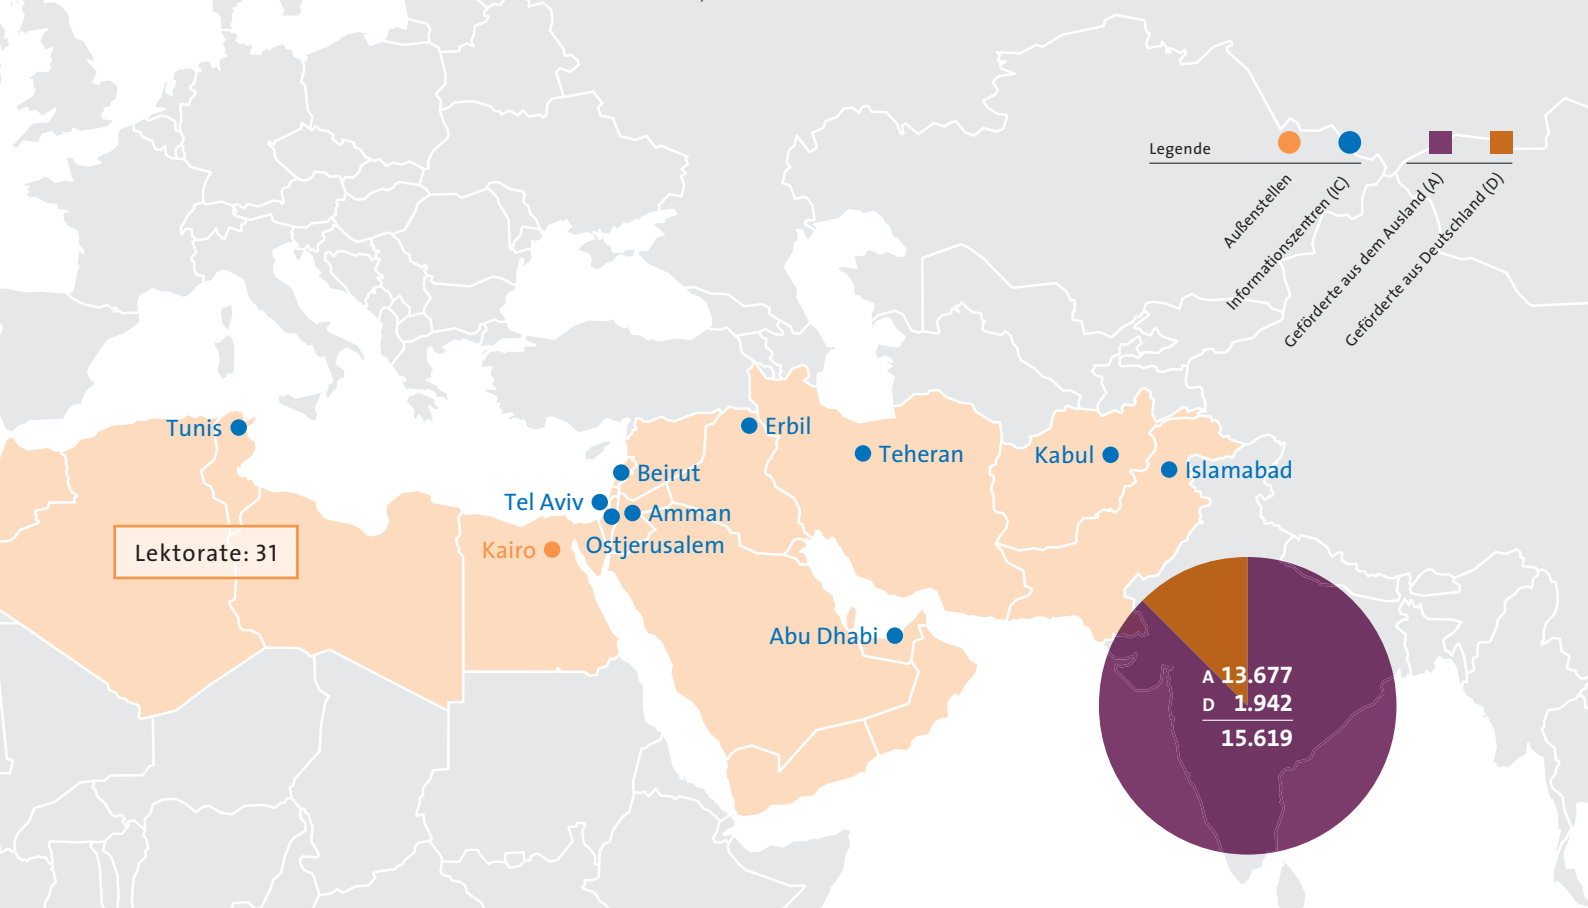 Legende
Außenstellen
Informationszentren (IC)
Geförderte aus dem Ausland (A)
Geförderte aus Deutschland (D)
Tunis
Erbil
Teheran
Kabul
Islamabad
Beirut
Tel Aviv
Amman
Kairo
Ostjerusalem
Lektorate: 31
Abu Dhabi
A 13.677
D 1.942
15.619